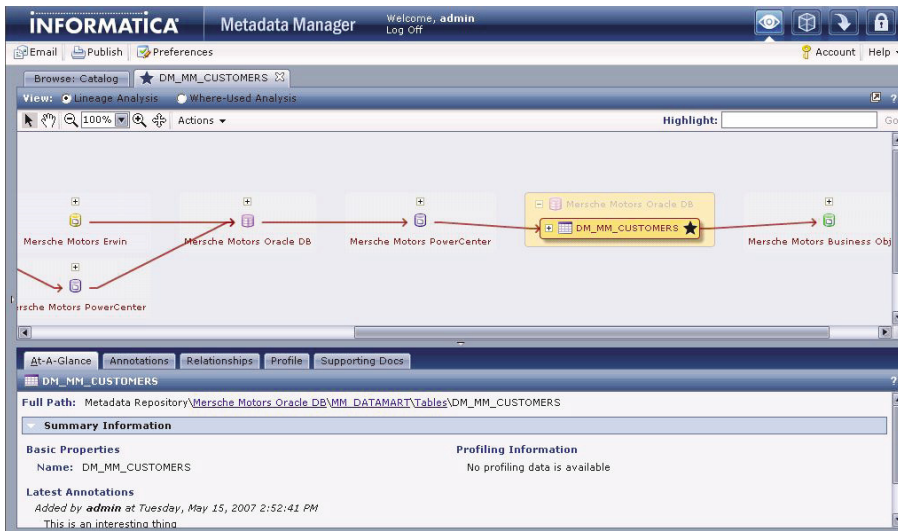 INFORMATICA Metadata Manager Welcome, admin
Log Off
Email Publish Preferences Account Help
Browse: Catalog DM_MM_CUSTOMERS
View: Lineage Analysis Where-Used Analysis
100% Actions Highlight: Go
Mersche Motors Oracle DB
DM_MM_CUSTOMERS
Mersche Motors Erwin Mersche Motors Oracle DB Mersche Motors PowerCenter Mersche Motors Business Obj
ersche Motors PowerCenter
At-A-Glance Annotations Relationships Profile Supporting Docs
DM_MM_CUSTOMERS
Full Path: Metadata Repository\Mersche Motors Oracle DB\MM_DATAMART\Tables\DM_MM_CUSTOMERS
Summary Information
Basic Properties Profiling Information
Name: DM_MM_CUSTOMERS No profiling data is available
Latest Annotations
Added by admin at Tuesday, May 15, 2007 2:52:41 PM
This is an interesting thing